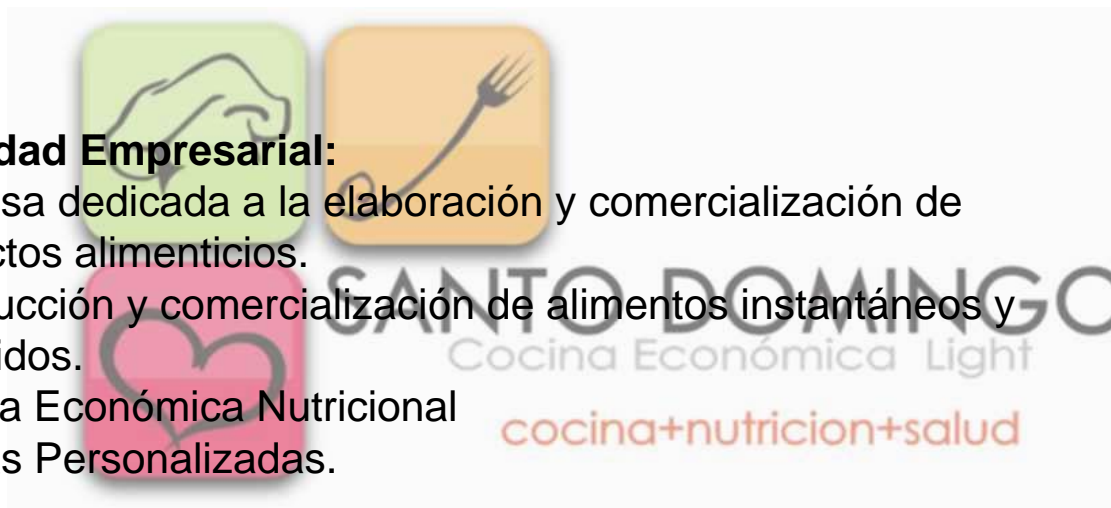 dad Empresarial:
sa dedicada a la elaboración y comercialización de
ctos alimenticios.
ucción y comercialización de alimentos instantáneos y
idos.
a Económica Nutricional
s Personalizadas.
SANTO DOMINGO
Cocina Económica Light
cocina+nutricion+salud